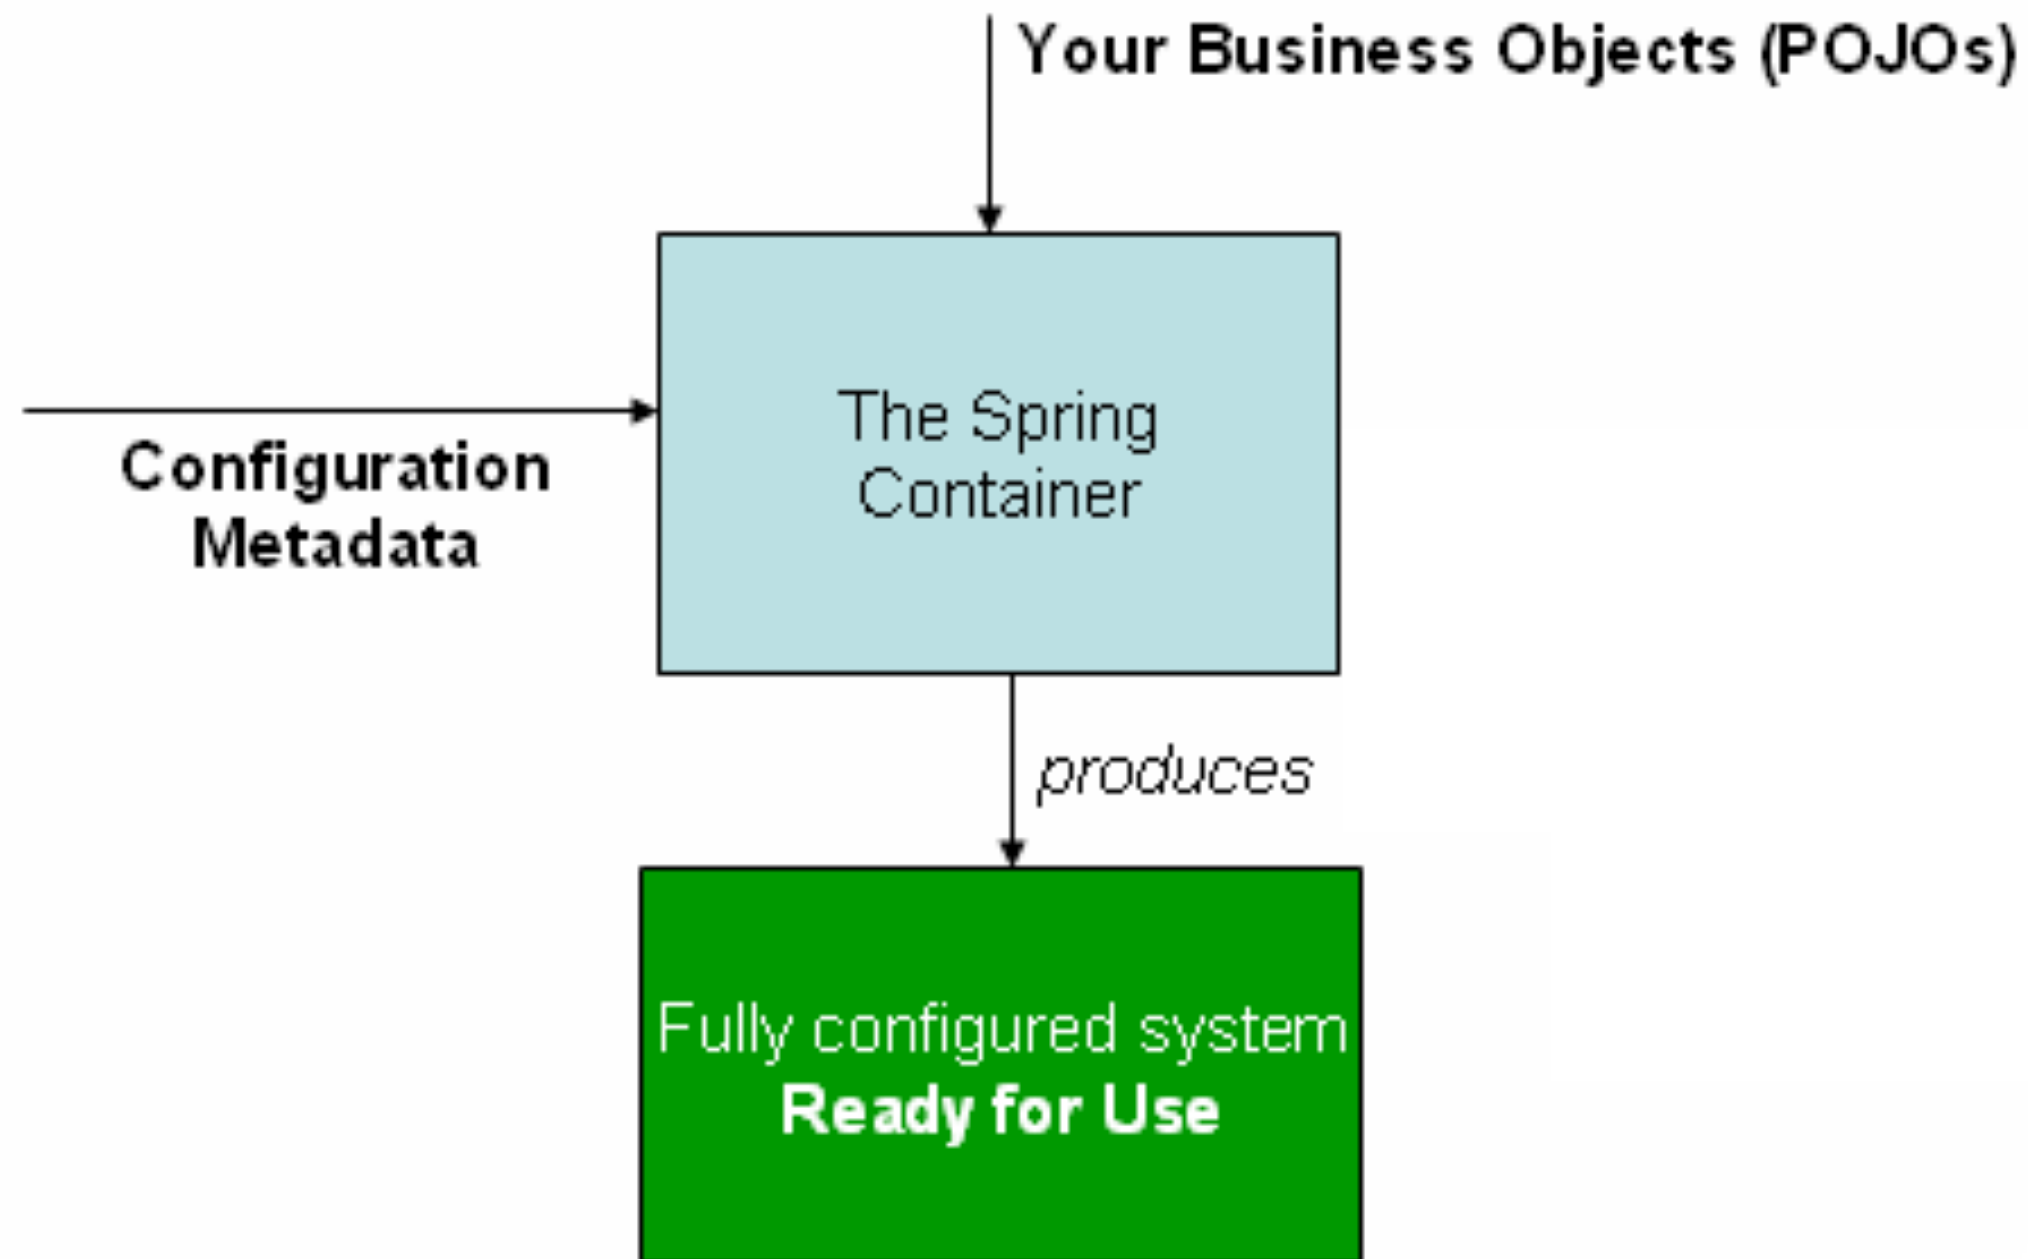 Your Business Objects (POJOs)
The Spring
Container
Configuration
Metadata
produces
Fully configured system
Ready for Use